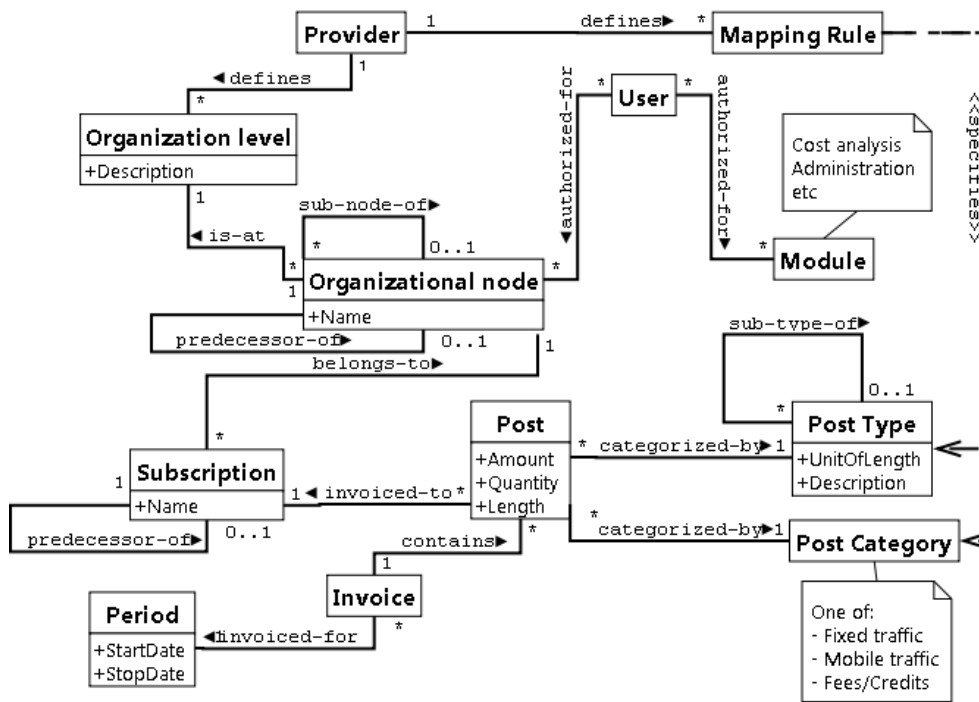 Provider
1
defines▶
*
Mapping Rule
1
◀defines
*
Organization level
+Description
1
◀is-at
*
authorized-for▶
*
User
*
authorized-for▶
*
<<specifies>>
Cost analysis
Administration
etc
Module
sub-node-of▶
*
0..1
Organizational node
+Name
*
1
predecessor-of▶
0..1
1
belongs-to▶
*
sub-type-of▶
0..1
*
Post Type
+UnitOfLength
+Description
Post
+Amount
+Quantity
+Length
*
categorized-by▶
1
*
categorized-by▶
1
Post Category
One of:
- Fixed traffic
- Mobile traffic
- Fees/Credits
Subscription
+Name
1
predecessor-of▶
0..1
1
◀invoiced-to
*
contains▶
*
1
Invoice
*
◀invoiced-for
1
Period
+StartDate
+StopDate